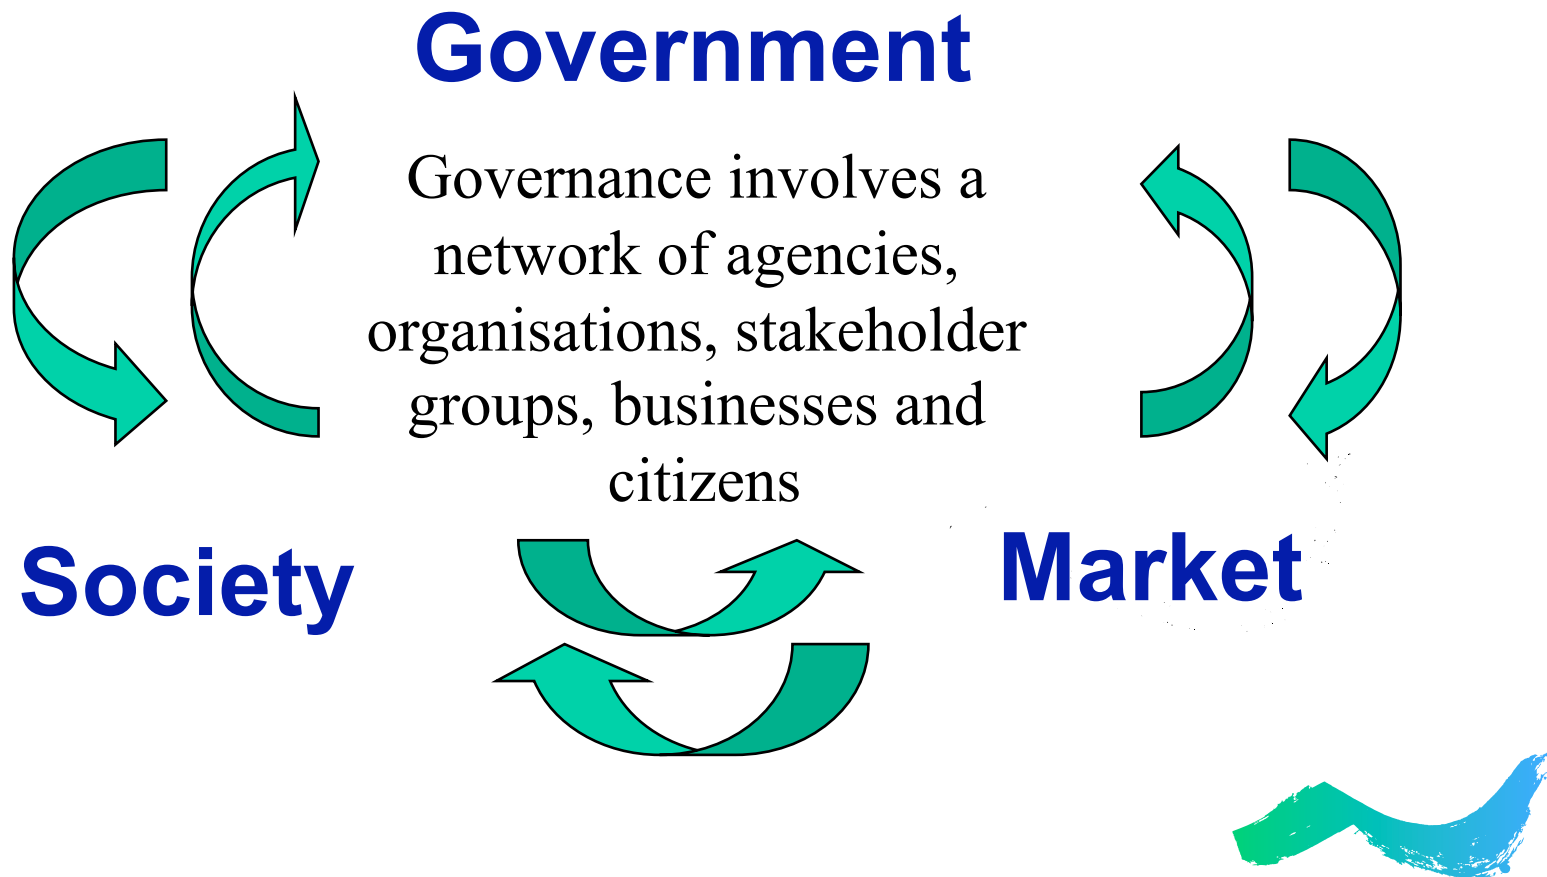 Government
Governance involves a
network of agencies,
organisations, stakeholder
groups, businesses and
citizens
Society
Market